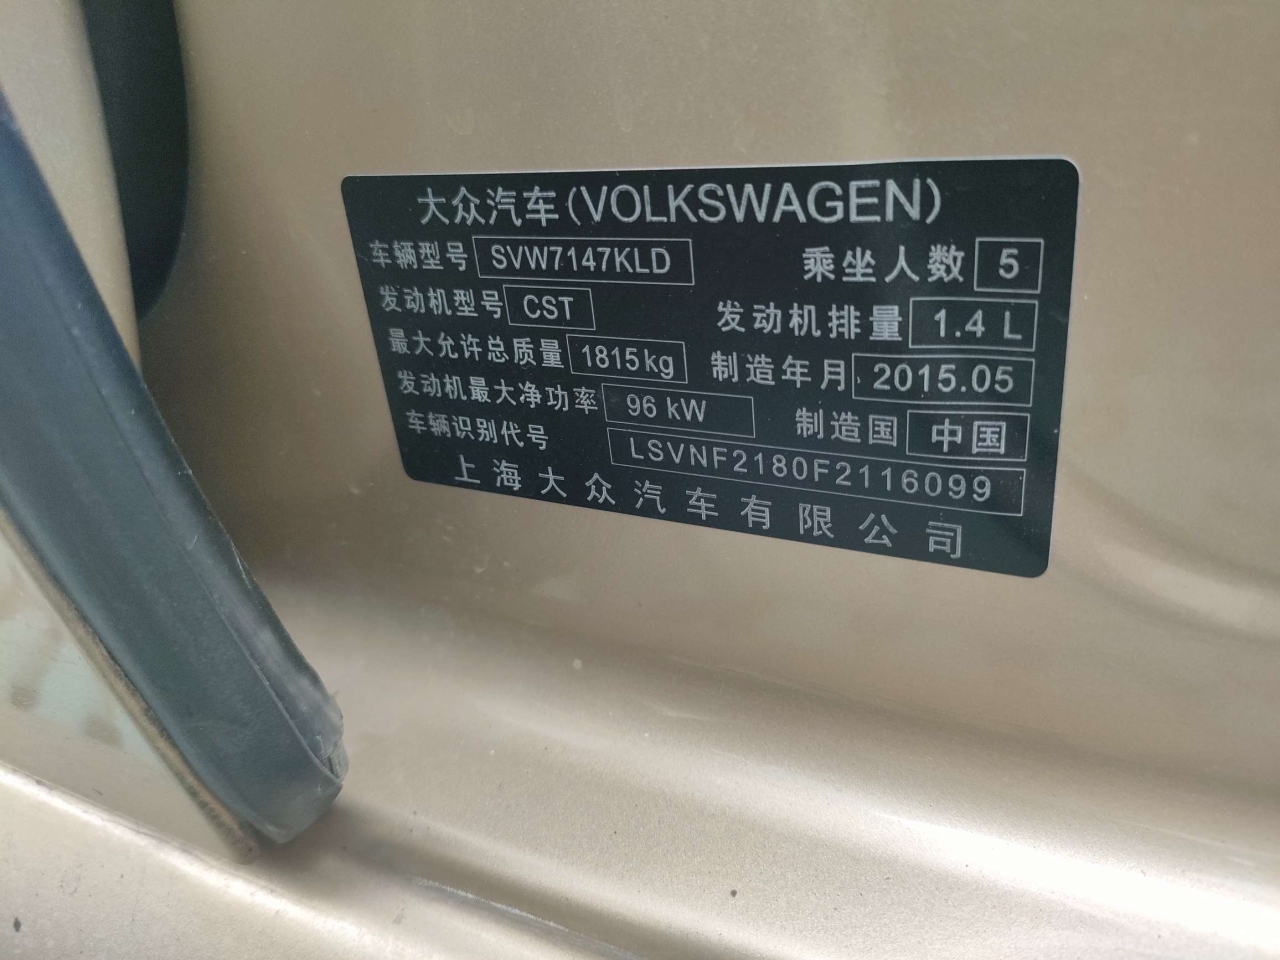 大众汽车(VOLKSWAGEN)
车辆型号 SVW7147KLD 乘坐人数 5
发动机型号 CST 发动机排量 1.4 L
最大允许总质量 1815kg 制造年月 2015.05
发动机最大净功率 96 kW 制造国 中国
车辆识别代号 LSVNF2180F2116099
上海大众汽车有限公司